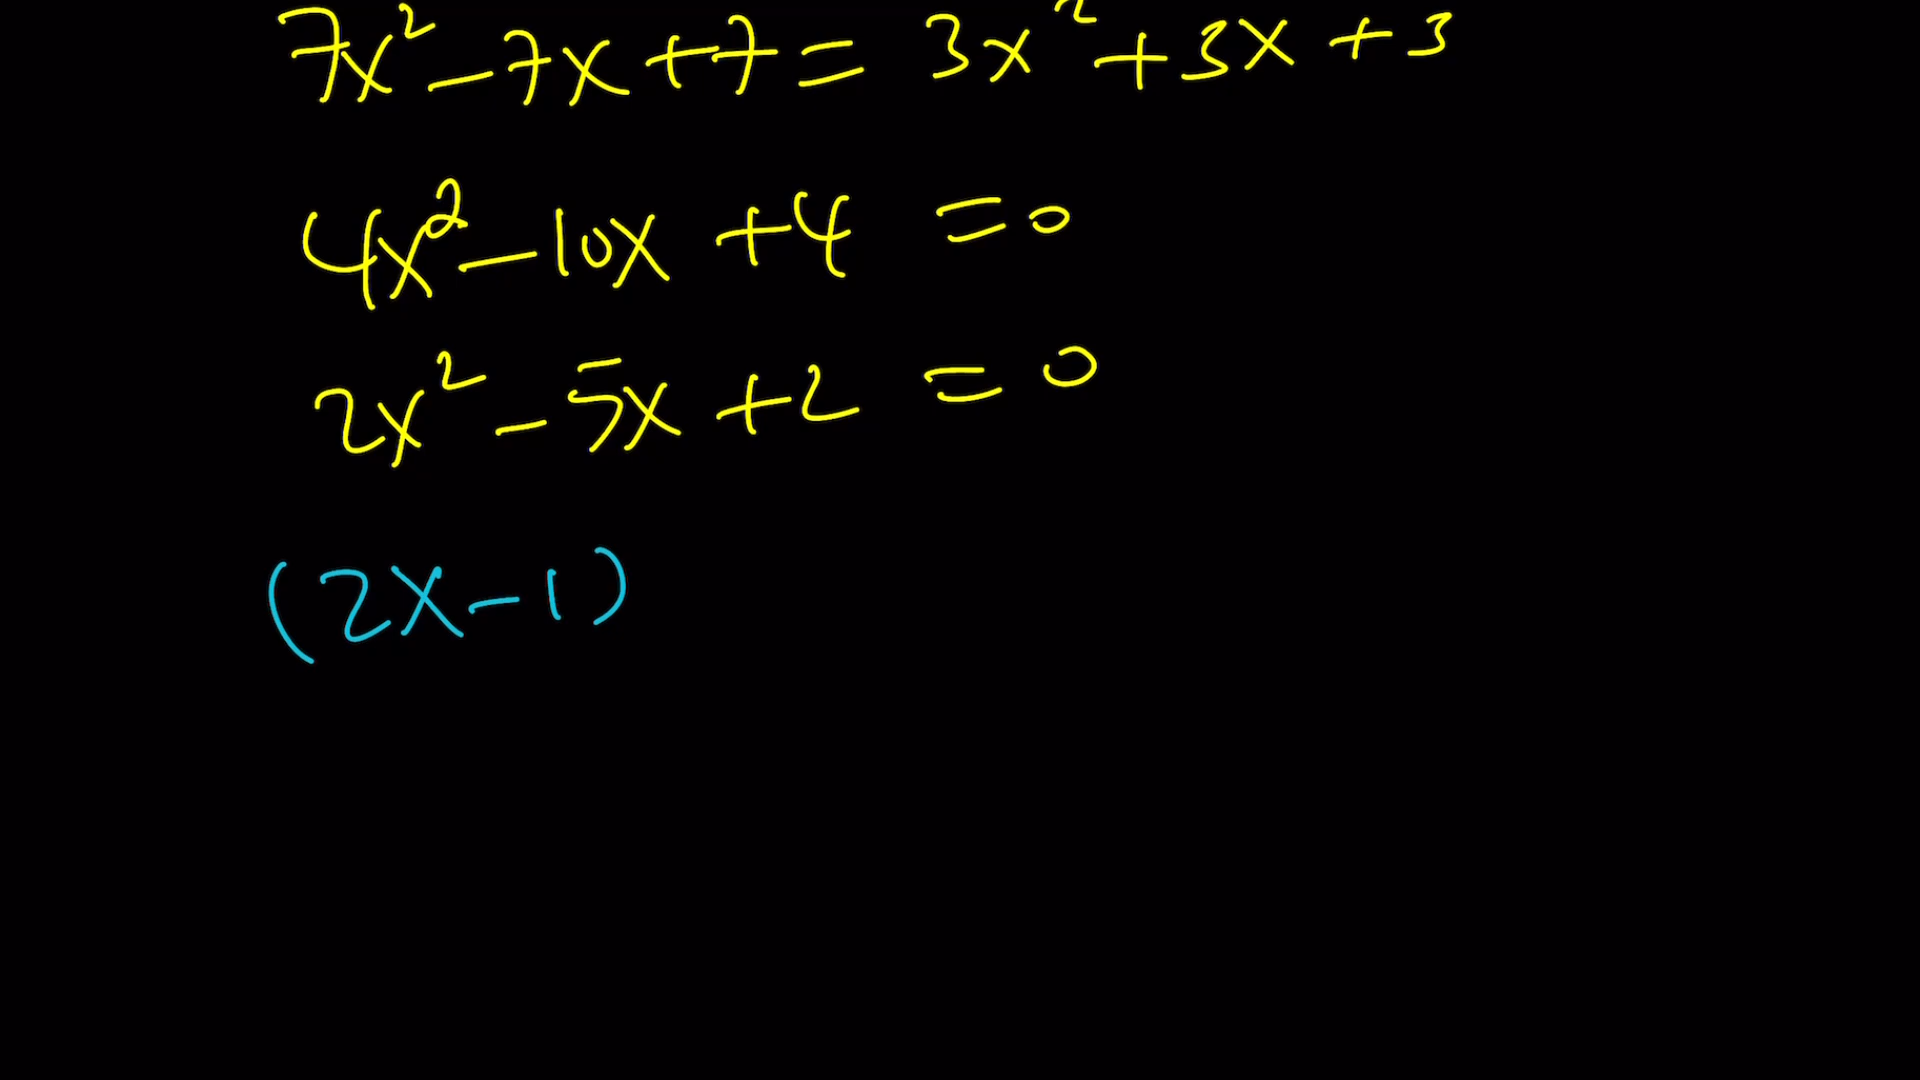 7x² - 7x + 7 = 3x² + 3x + 3
4x² - 10x + 4 = 0
2x² - 5x + 2 = 0
(2x - 1)